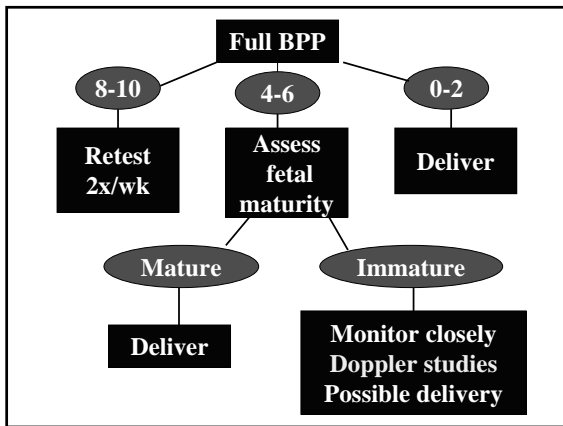 Full BPP
8-10
4-6
0-2
Retest
2x/wk
Assess
fetal
maturity
Deliver
Mature
Immature
Deliver
Monitor closely
Doppler studies
Possible delivery